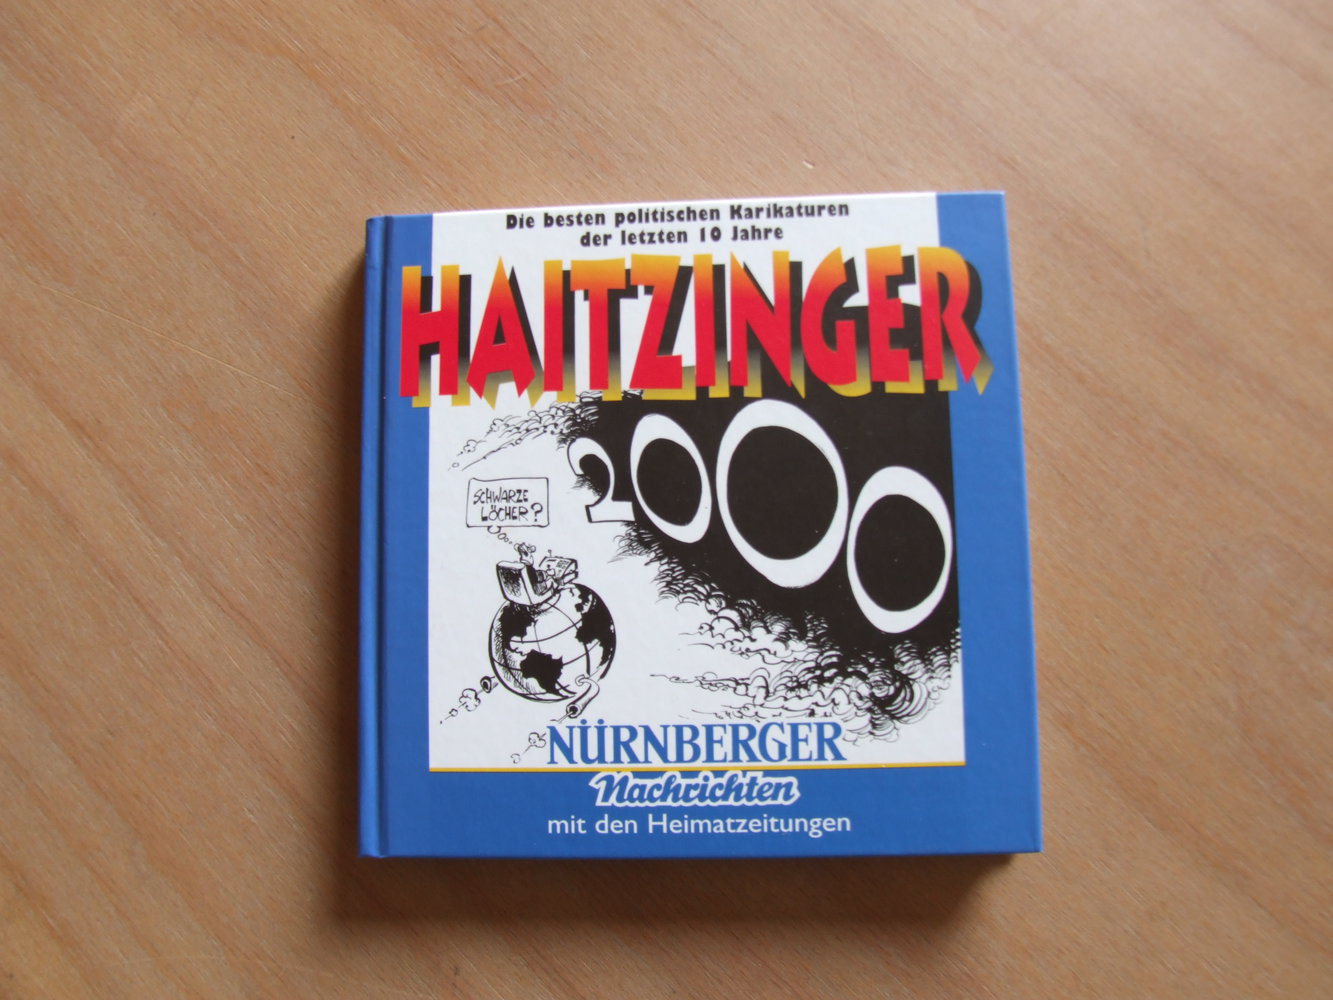 Die besten politischen Karikaturen
der letzten 10 Jahre
HAITZINGER
2000
SCHWARZE
LÖCHER?
NÜRNBERGER
Nachrichten
mit den Heimatzeitungen